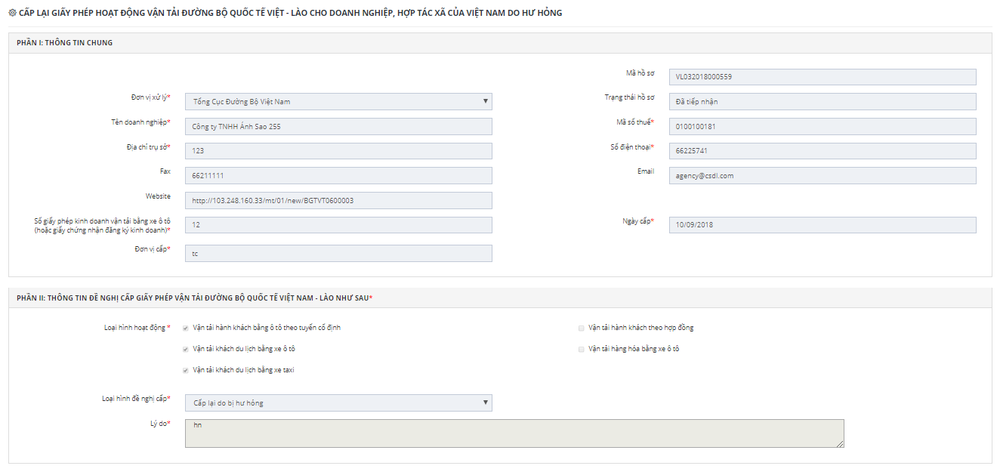 CẤP LẠI GIẤY PHÉP HOẠT ĐỘNG VẬN TẢI ĐƯỜNG BỘ QUỐC TẾ VIỆT - LÀO CHO DOANH NGHIỆP, HỢP TÁC XÃ CỦA VIỆT NAM DO HƯ HỎNG
PHẦN I: THÔNG TIN CHUNG
Mã hồ sơ VL032018000559
Đơn vị xử lý* Tổng Cục Đường Bộ Việt Nam
Trạng thái hồ sơ Đã tiếp nhận
Tên doanh nghiệp* Công ty TNHH Ánh Sao 255
Mã số thuế* 0100100181
Địa chỉ trụ sở* 123
Số điện thoại* 66225741
Fax 66211111
Email agency@csdl.com
Website http://103.248.160.33/mt/01/new/BGTVT0600003
Số giấy phép kinh doanh vận tải bằng xe ô tô
(hoặc giấy chứng nhận đăng ký kinh doanh)* 12
Ngày cấp* 10/09/2018
Đơn vị cấp* tc
PHẦN II: THÔNG TIN ĐỀ NGHỊ CẤP GIẤY PHÉP VẬN TẢI ĐƯỜNG BỘ QUỐC TẾ VIỆT NAM - LÀO NHƯ SAU*
Loại hình hoạt động * Vận tải hành khách bằng ô tô theo tuyến cố định
Vận tải hành khách theo hợp đồng
Vận tải khách du lịch bằng xe ô tô
Vận tải hàng hóa bằng xe ô tô
Vận tải khách du lịch bằng xe taxi
Loại hình đề nghị cấp* Cấp lại do bị hư hỏng
Lý do* hn